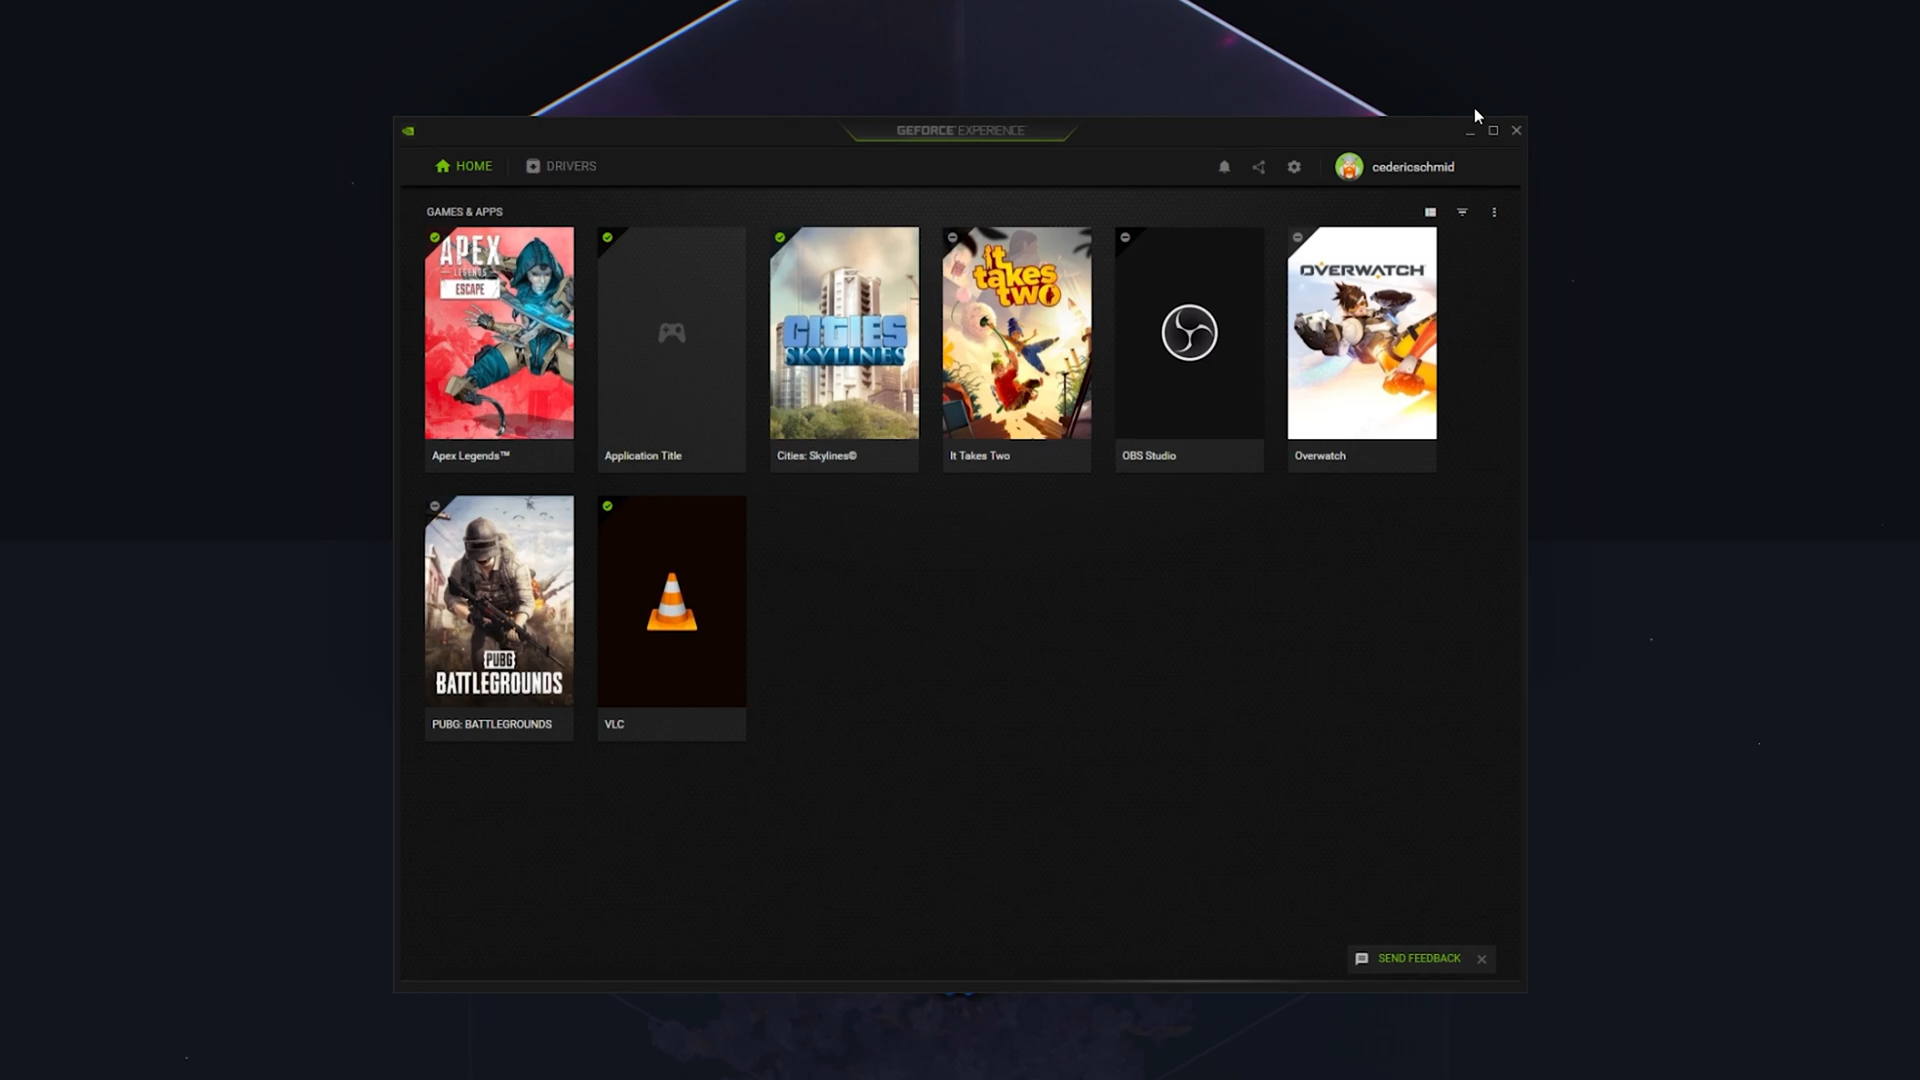 GEFORCE EXPERIENCE
HOME
DRIVERS
cedericschmid
GAMES & APPS
APEX
LEGENDS
ESCAPE
CITIES
SKYLINES
it
takes
two
OVERWATCH
Apex Legends™
Application Title
Cities: Skylines©
It Takes Two
OBS Studio
Overwatch
PUBG
BATTLEGROUNDS
PUBG: BATTLEGROUNDS
VLC
SEND FEEDBACK